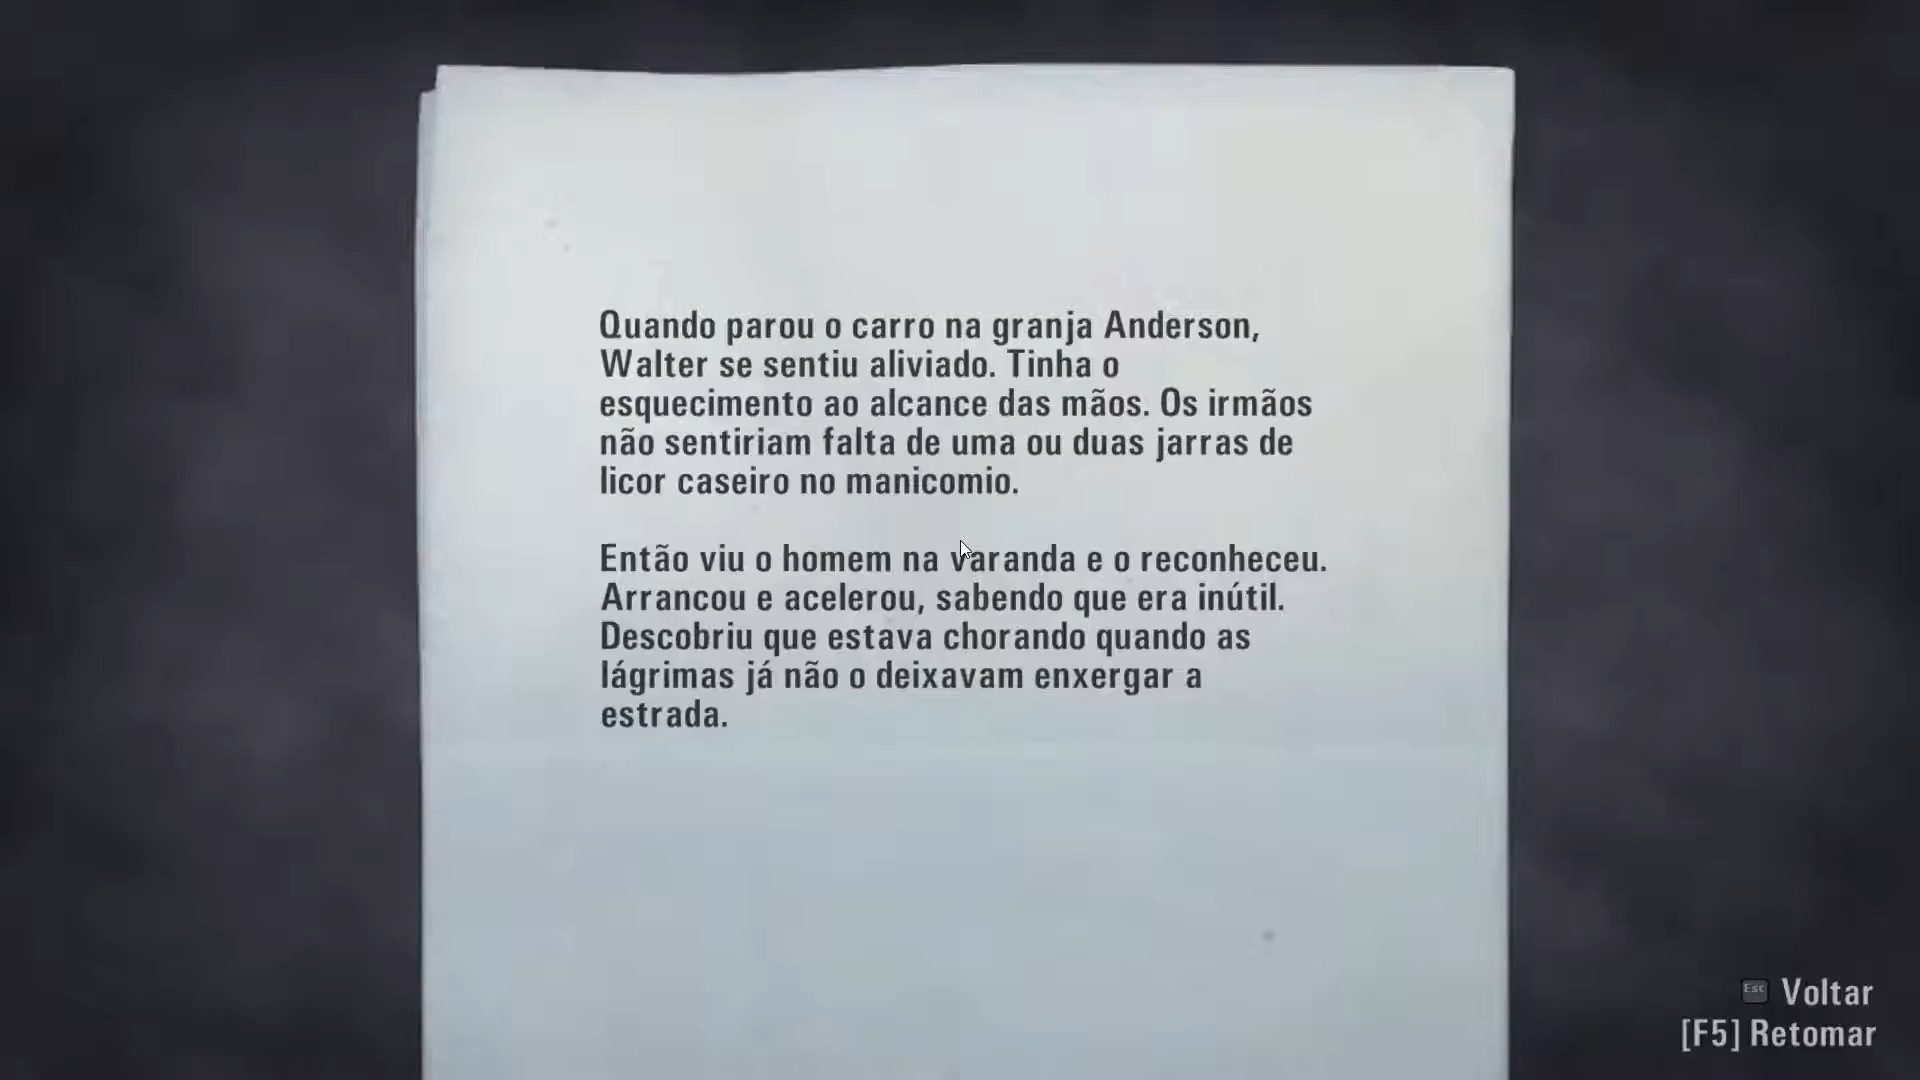 Quando parou o carro na granja Anderson,
Walter se sentiu aliviado. Tinha o
esquecimento ao alcance das mãos. Os irmãos
não sentiriam falta de uma ou duas jarras de
licor caseiro no manicomio.
Então viu o homem na varanda e o reconheceu.
Arrancou e acelerou, sabendo que era inútil.
Descobriu que estava chorando quando as
lágrimas já não o deixavam enxergar a
estrada.
Esc Voltar
[F5] Retomar